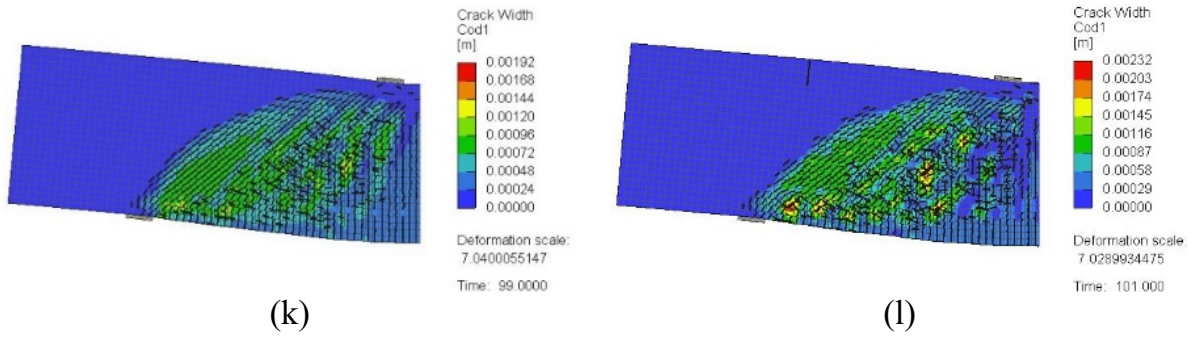 Crack Width
Cod1
[m]
0.00192
0.00168
0.00144
0.00120
0.00096
0.00072
0.00048
0.00024
0.00000
Deformation scale:
7.0400055147
Time: 99.0000
(k)
Crack Width
Cod1
[m]
0.00232
0.00203
0.00174
0.00145
0.00116
0.00087
0.00058
0.00029
0.00000
Deformation scale:
7.0289934475
Time: 101.000
(l)